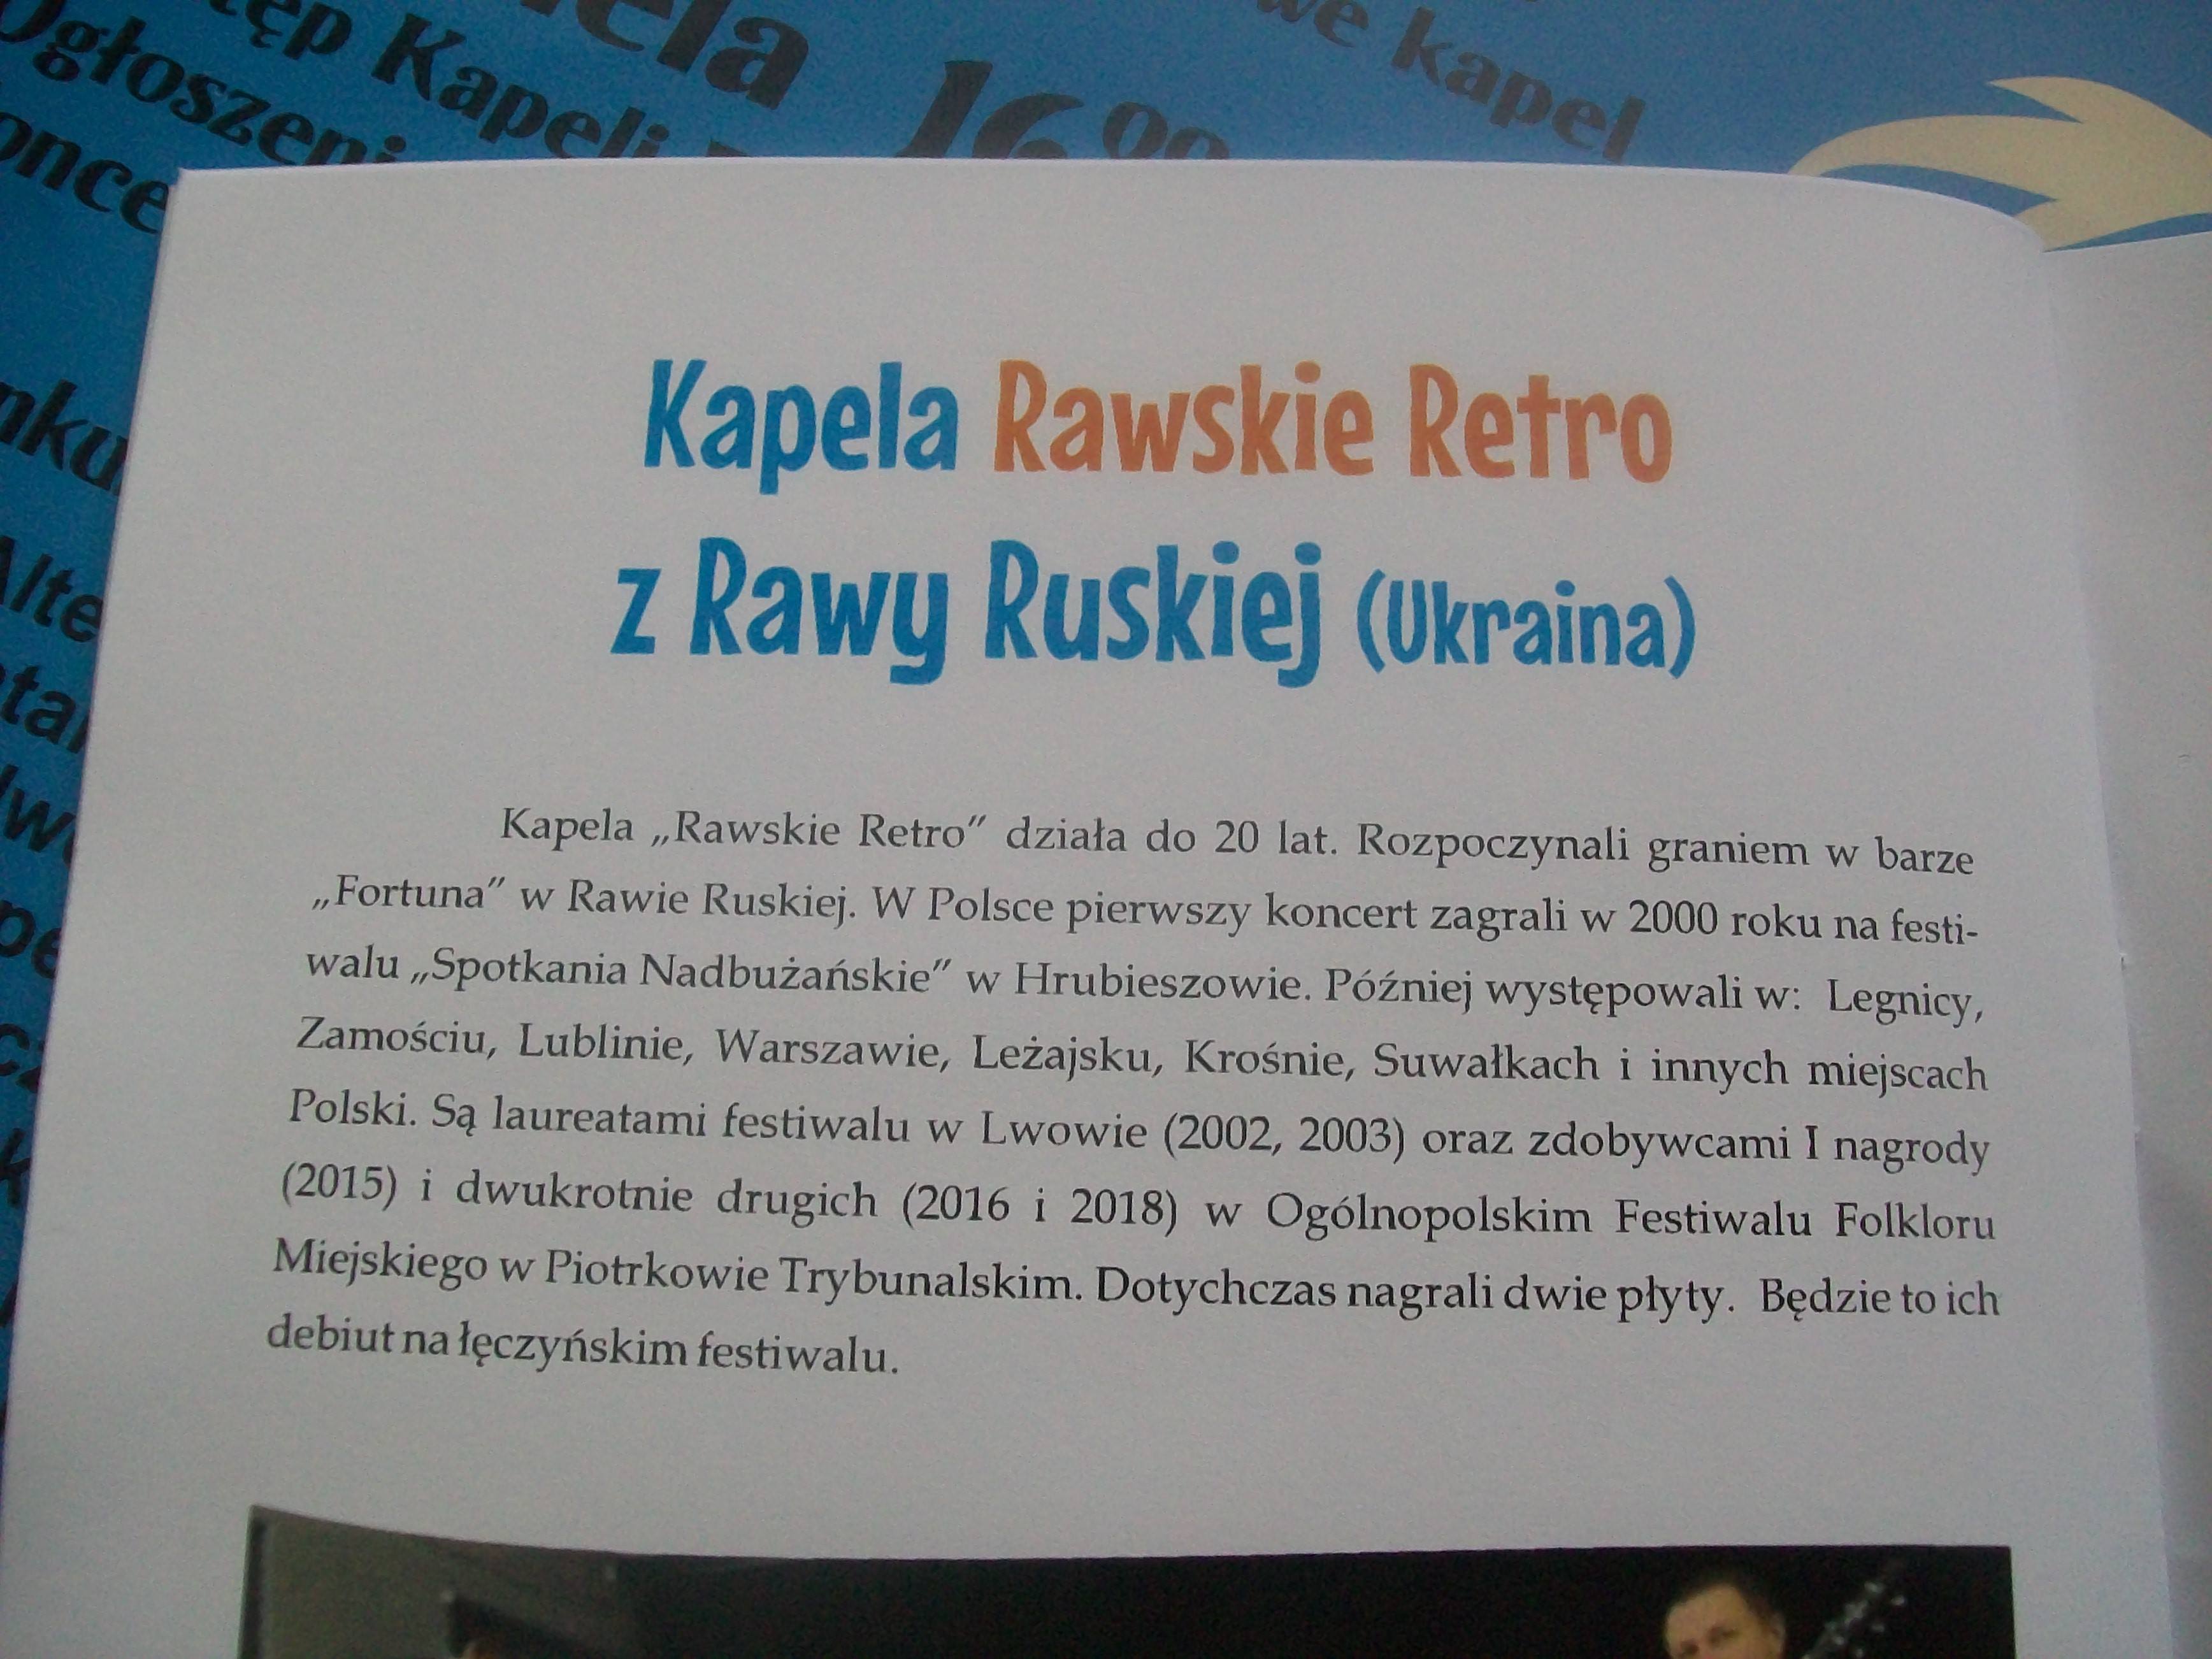 Kapeli
1600
kapel
Kapela Rawskie Retro
z Rawy Ruskiej (Ukraina)
Kapela „Rawskie Retro” działa do 20 lat. Rozpoczynali graniem w barze
„Fortuna” w Rawie Ruskiej. W Polsce pierwszy koncert zagrali w 2000 roku na festi-
walu „Spotkania Nadbużańskie” w Hrubieszowie. Później występowali w: Legnicy,
Zamościu, Lublinie, Warszawie, Leżajsku, Krośnie, Suwałkach i innych miejscach
Polski. Są laureatami festiwalu w Lwowie (2002, 2003) oraz zdobywcami I nagrody
(2015) i dwukrotnie drugich (2016 i 2018) w Ogólnopolskim Festiwalu Folkloru
Miejskiego w Piotrkowie Trybunalskim. Dotychczas nagrali dwie płyty. Będzie to ich
debiut na łęczyńskim festiwalu.